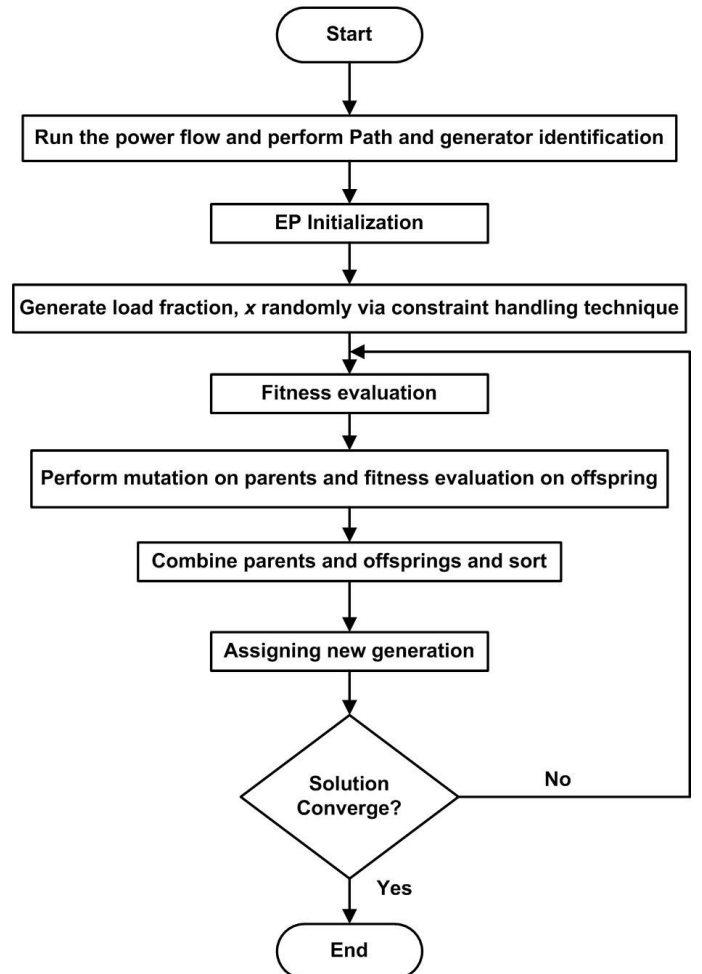 Start
Run the power flow and perform Path and generator identification
EP Initialization
Generate load fraction, x randomly via constraint handling technique
Fitness evaluation
Perform mutation on parents and fitness evaluation on offspring
Combine parents and offsprings and sort
Assigning new generation
Solution
Converge?
No
Yes
End